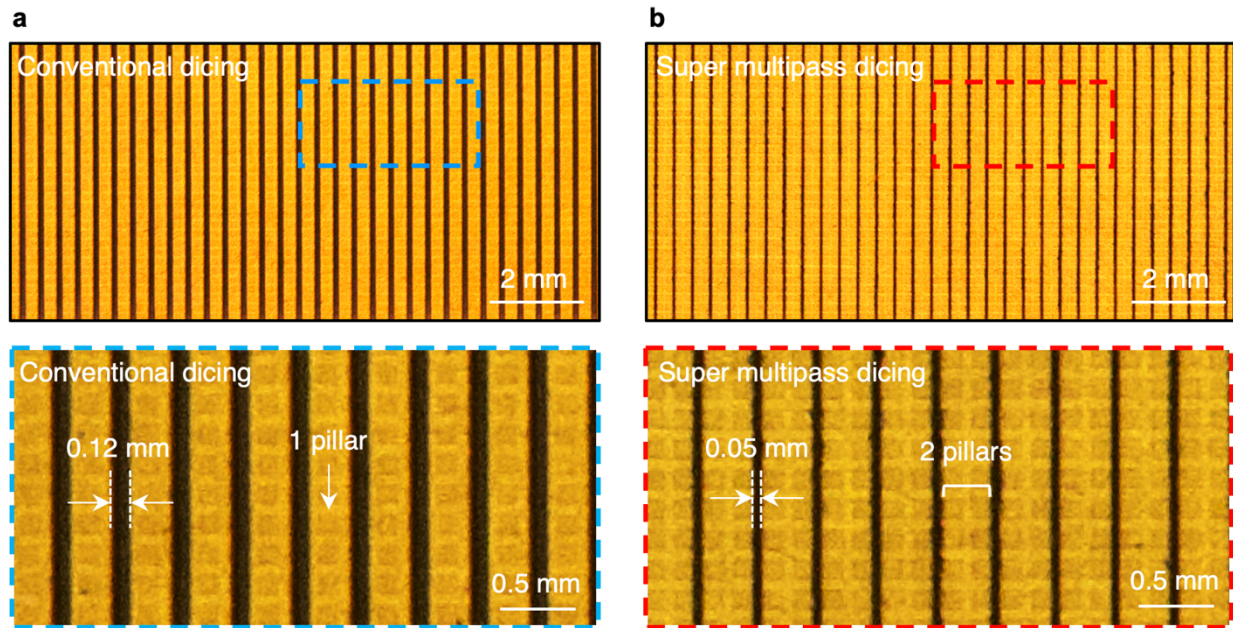 a
Conventional dicing
2 mm
b
Super multipass dicing
2 mm
Conventional dicing
0.12 mm
1 pillar
0.5 mm
Super multipass dicing
0.05 mm
2 pillars
0.5 mm